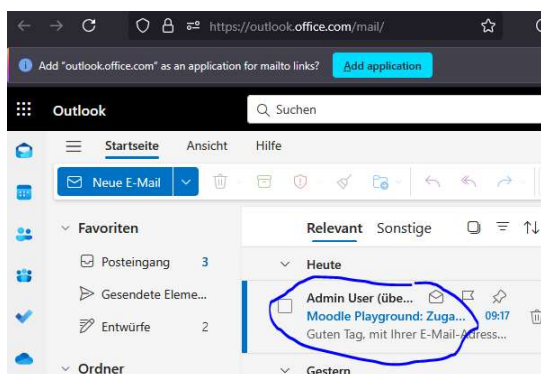 https://outlook.office.com/mail/
Add "outlook.office.com" as an application for mailto links? Add application
Outlook
Suchen
Startseite Ansicht Hilfe
Neue E-Mail
Favoriten
Posteingang 3
Gesendete Eleme...
Entwürfe 2
Ordner
Relevant Sonstige
Heute
Admin User (übe...
Moodle Playground: Zuga... 09:17
Guten Tag, mit Ihrer E-Mail-Adress...
Gestern